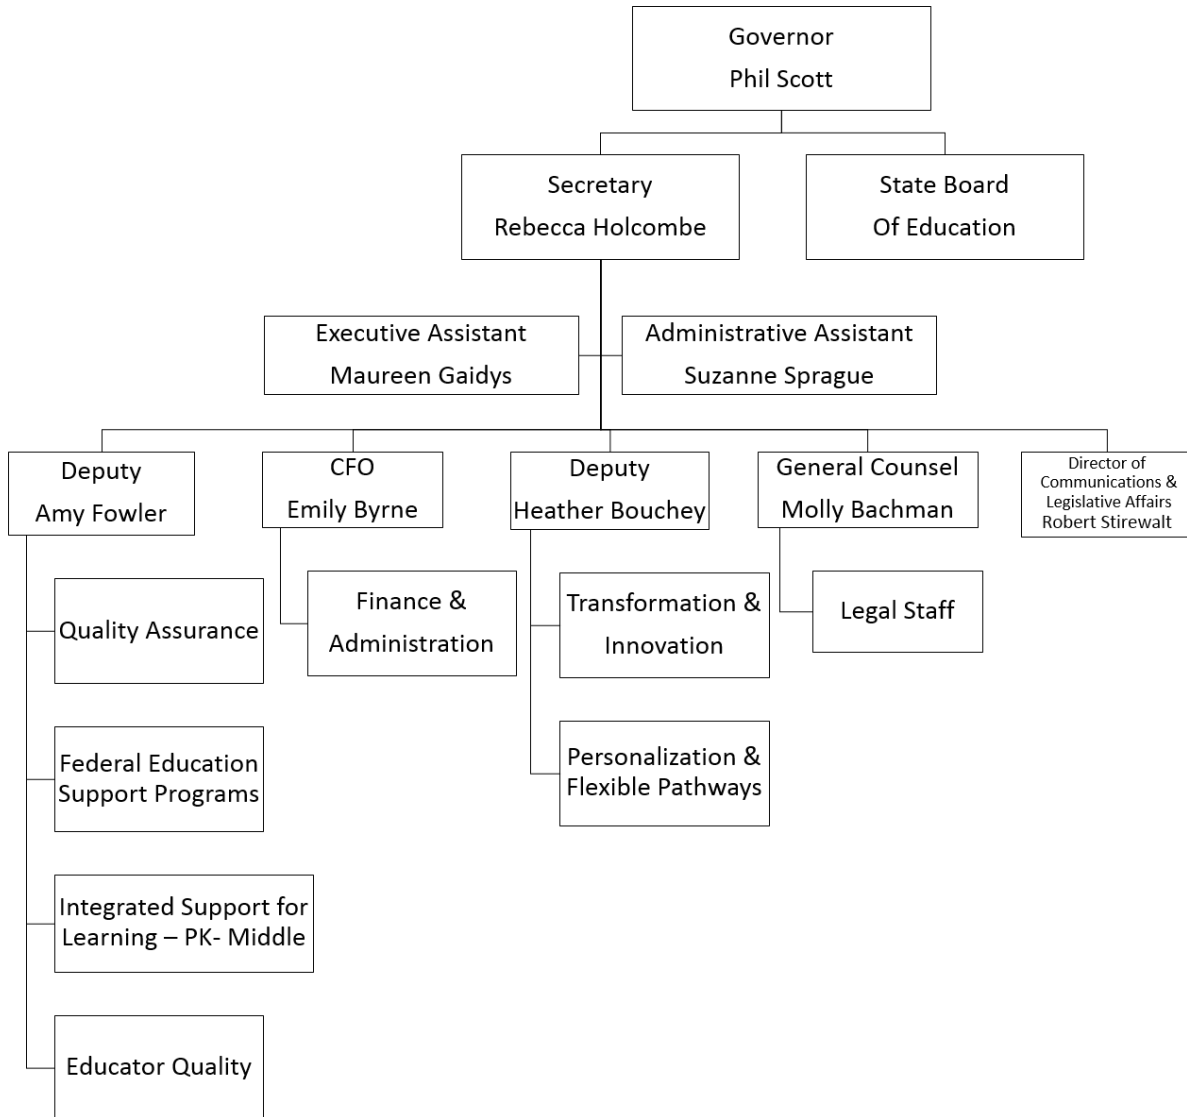 Governor
Phil Scott
Secretary
Rebecca Holcombe
State Board
Of Education
Executive Assistant
Maureen Gaidys
Administrative Assistant
Suzanne Sprague
Deputy
Amy Fowler
CFO
Emily Byrne
Deputy
Heather Bouchey
General Counsel
Molly Bachman
Director of
Communications &
Legislative Affairs
Robert Stirewalt
Quality Assurance
Federal Education
Support Programs
Integrated Support for
Learning – PK- Middle
Educator Quality
Finance &
Administration
Transformation &
Innovation
Personalization &
Flexible Pathways
Legal Staff